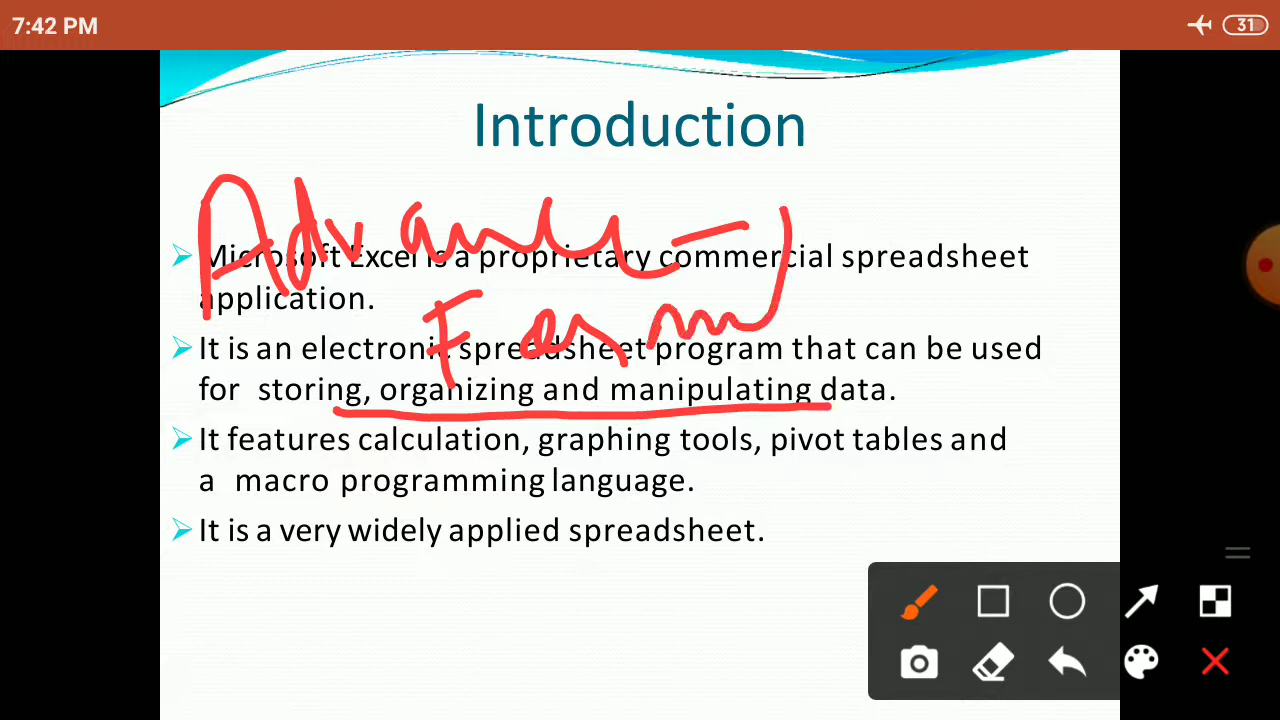 7:42 PM
31
Introduction
Advance
Form
Microsoft Excel is a proprietary commercial spreadsheet
application.
It is an electronic spreadsheet program that can be used
for storing, organizing and manipulating data.
It features calculation, graphing tools, pivot tables and
a macro programming language.
It is a very widely applied spreadsheet.